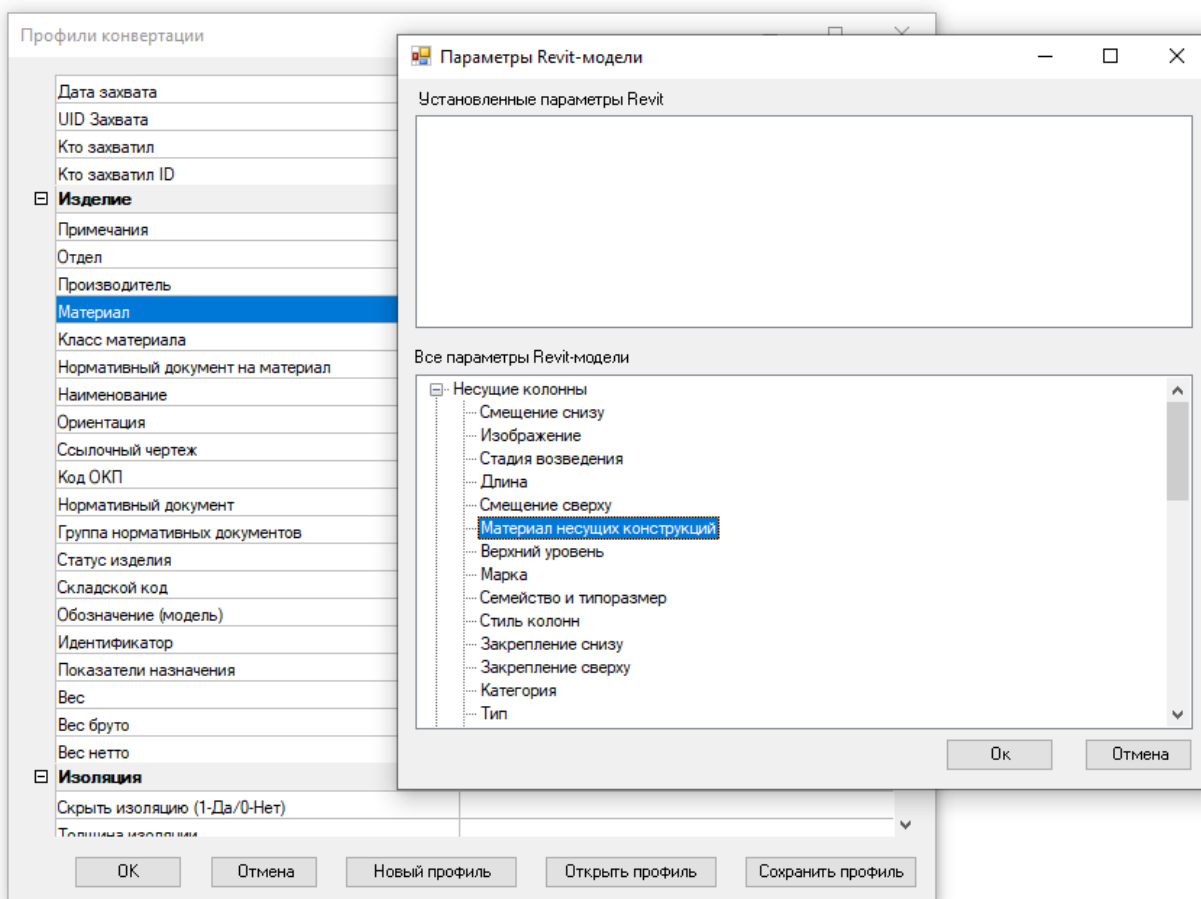 Профили конвертации
Дата захвата
UID Захвата
Кто захватил
Кто захватил ID
Изделие
Примечания
Отдел
Производитель
Материал
Класс материала
Нормативный документ на материал
Наименование
Ориентация
Ссылочный чертеж
Код ОКП
Нормативный документ
Группа нормативных документов
Статус изделия
Складской код
Обозначение (модель)
Идентификатор
Показатели назначения
Вес
Вес бруто
Вес нетто
Изоляция
Скрыть изоляцию (1-Да/0-Нет)
Толщина изоляции
OK
Отмена
Новый профиль
Открыть профиль
Сохранить профиль
Параметры Revit-модели
Установленные параметры Revit
Все параметры Revit-модели
Несущие колонны
Смещение снизу
Изображение
Стадия возведения
Длина
Смещение сверху
Материал несущих конструкций
Верхний уровень
Марка
Семейство и типоразмер
Стиль колонн
Закрепление снизу
Закрепление сверху
Категория
Тип
Ок
Отмена